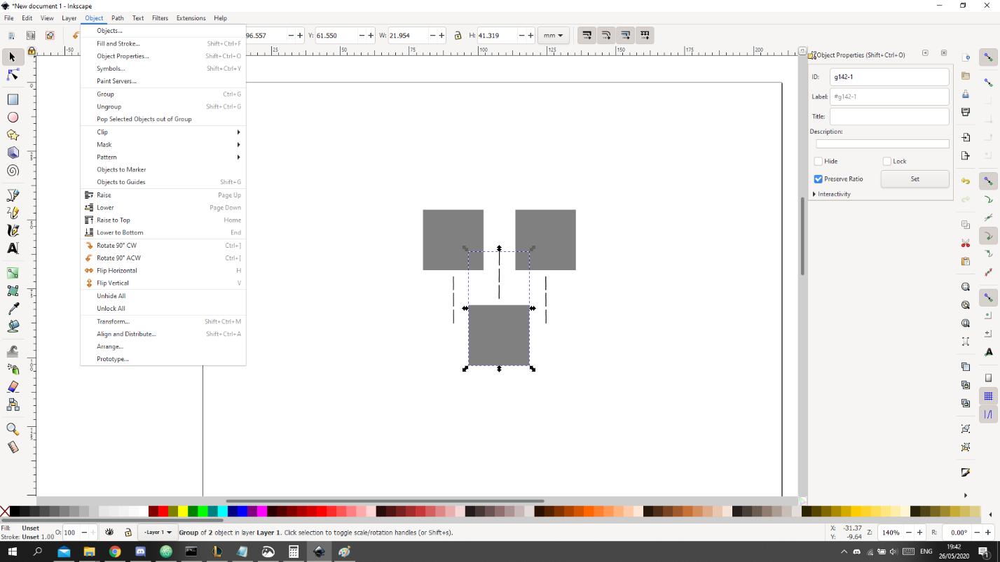 *New document 1 - Inkscape
File Edit View Layer Object Path Text Filters Extensions Help
96.557 Y: 61.550 W: 21.954 H: 41.319 mm
Objects...
Fill and Stroke... Shift+Ctrl+F
Object Properties... Shift+Ctrl+O
Symbols... Shift+Ctrl+Y
Paint Servers...
Group Ctrl+G
Ungroup Shift+Ctrl+G
Pop Selected Objects out of Group
Clip
Mask
Pattern
Objects to Marker
Objects to Guides Shift+G
Raise Page Up
Lower Page Down
Raise to Top Home
Lower to Bottom End
Rotate 90° CW Ctrl+]
Rotate 90° ACW Ctrl+[
Flip Horizontal H
Flip Vertical V
Unhide All
Unlock All
Transform... Shift+Ctrl+M
Align and Distribute... Shift+Ctrl+A
Arrange...
Prototype...
-50 25 50 75 100 125 150 175 200
Object Properties (Shift+Ctrl+O)
ID: g142-1
Label: #g142-1
Title:
Description:
Hide Lock
Preserve Ratio Set
Interactivity
Fill: Unset
Stroke: Unset 1.00
O: 100
-Layer 1
Group of 2 object in layer Layer 1. Click selection to toggle scale/rotation handles (or Shift+s).
X: -31.37
Y: -9.64
Z: 140%
R: 0.00°
ENG
19:42
26/05/2020